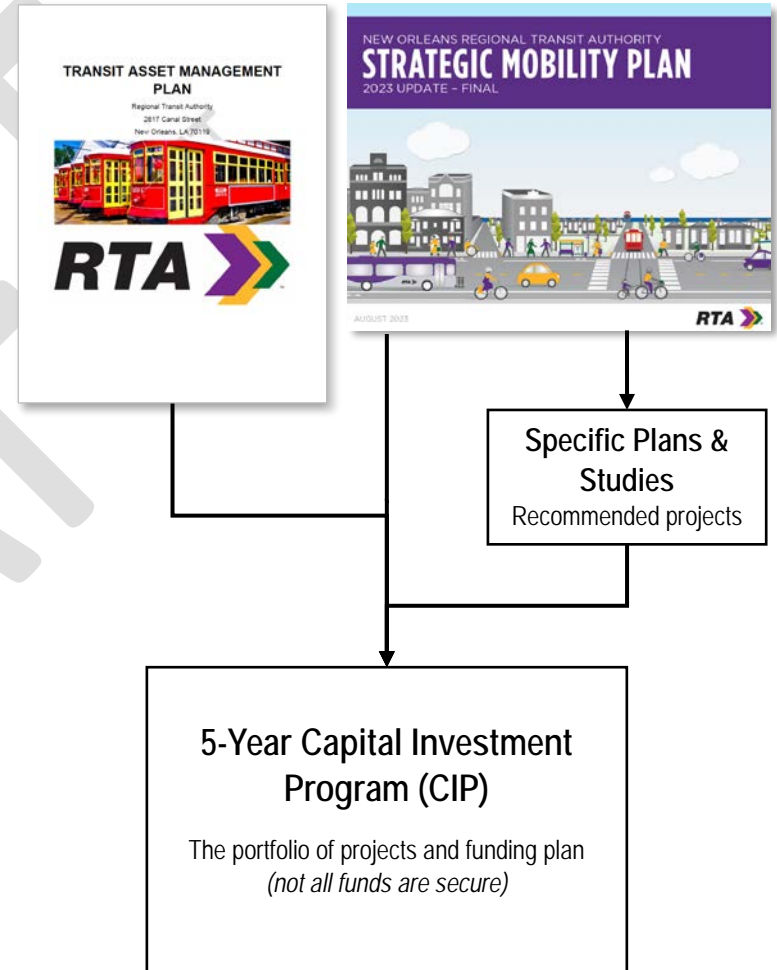 TRANSIT ASSET MANAGEMENT
PLAN
Regional Transit Authority
2817 Canal Street
New Orleans, LA 70119
RTA
NEW ORLEANS REGIONAL TRANSIT AUTHORITY
STRATEGIC MOBILITY PLAN
2023 UPDATE – FINAL
AUGUST 2023
RTA
Specific Plans &
Studies
Recommended projects
5-Year Capital Investment
Program (CIP)
The portfolio of projects and funding plan
(not all funds are secure)